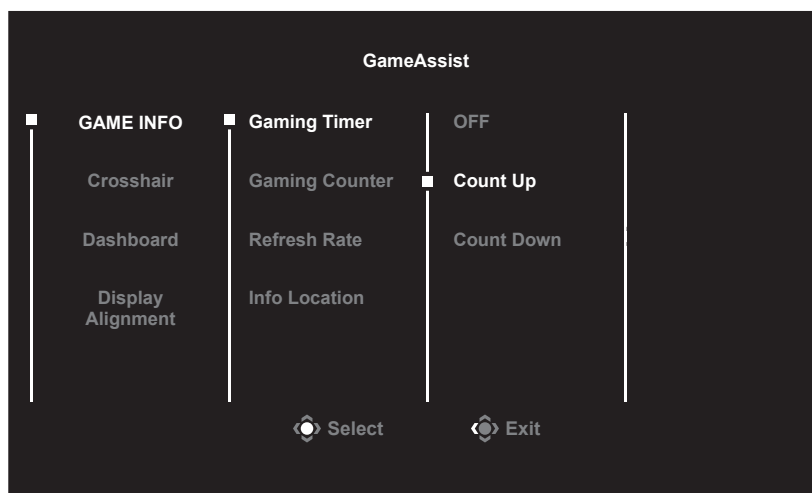 GameAssist
GAME INFO
Gaming Timer
OFF
Crosshair
Gaming Counter
Count Up
Dashboard
Refresh Rate
Count Down
Display
Alignment
Info Location
Select
Exit